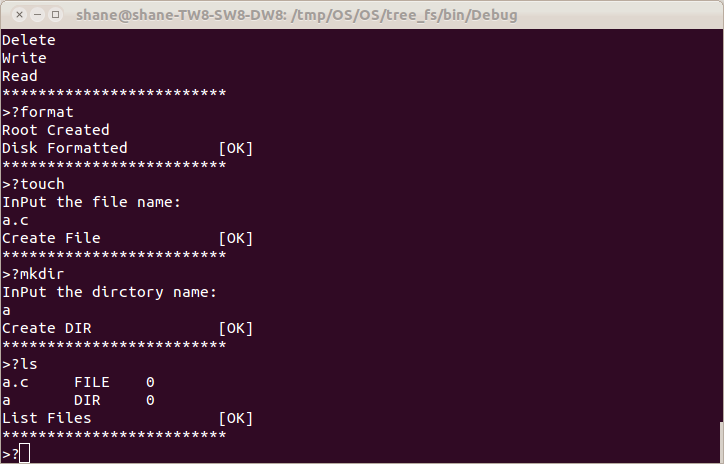 shane@shane-TW8-SW8-DW8: /tmp/OS/OS/tree_fs/bin/Debug
Delete
Write
Read
*************************
>?format
Root Created
Disk Formatted          [OK]
*************************
>?touch
InPut the file name:
a.c
Create File             [OK]
*************************
>?mkdir
InPut the dirctory name:
a
Create DIR              [OK]
*************************
>?ls
a.c     FILE    0
a       DIR     0
List Files              [OK]
*************************
>?